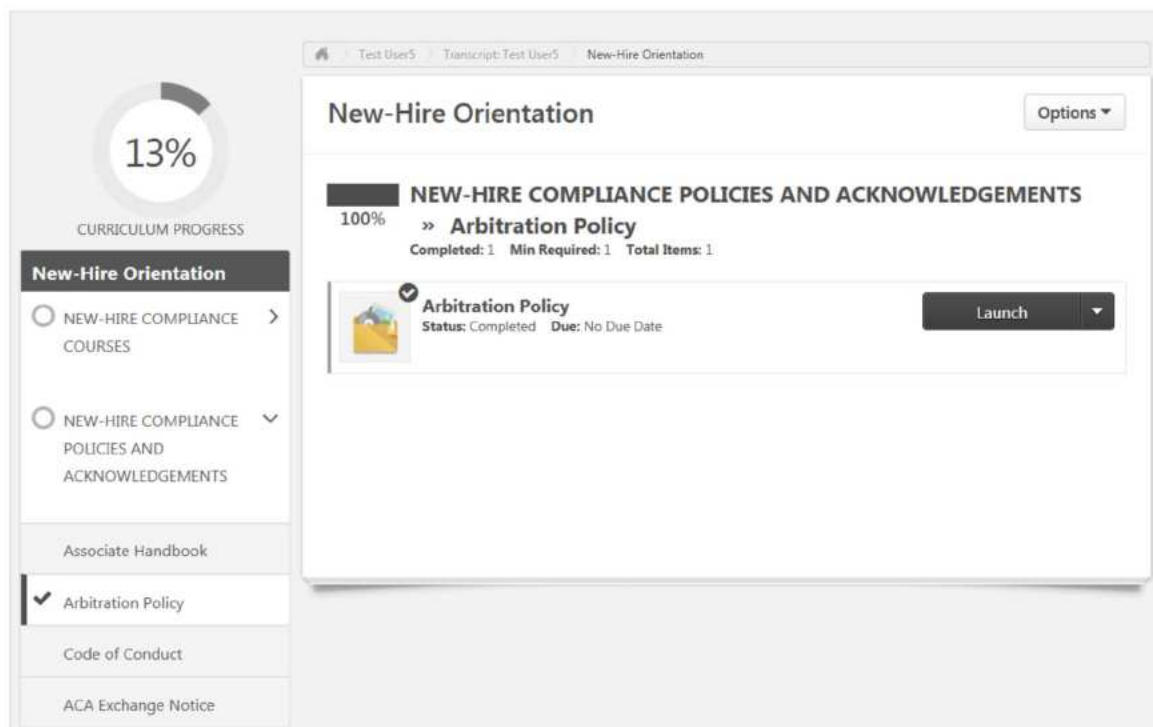 Test User5 Transcript: Test User5 New-Hire Orientation
13%
CURRICULUM PROGRESS
New-Hire Orientation
NEW-HIRE COMPLIANCE
COURSES
NEW-HIRE COMPLIANCE
POLICIES AND
ACKNOWLEDGEMENTS
Associate Handbook
Arbitration Policy
Code of Conduct
ACA Exchange Notice
New-Hire Orientation
Options
NEW-HIRE COMPLIANCE POLICIES AND ACKNOWLEDGEMENTS
100%
» Arbitration Policy
Completed: 1 Min Required: 1 Total Items: 1
Arbitration Policy
Status: Completed Due: No Due Date
Launch